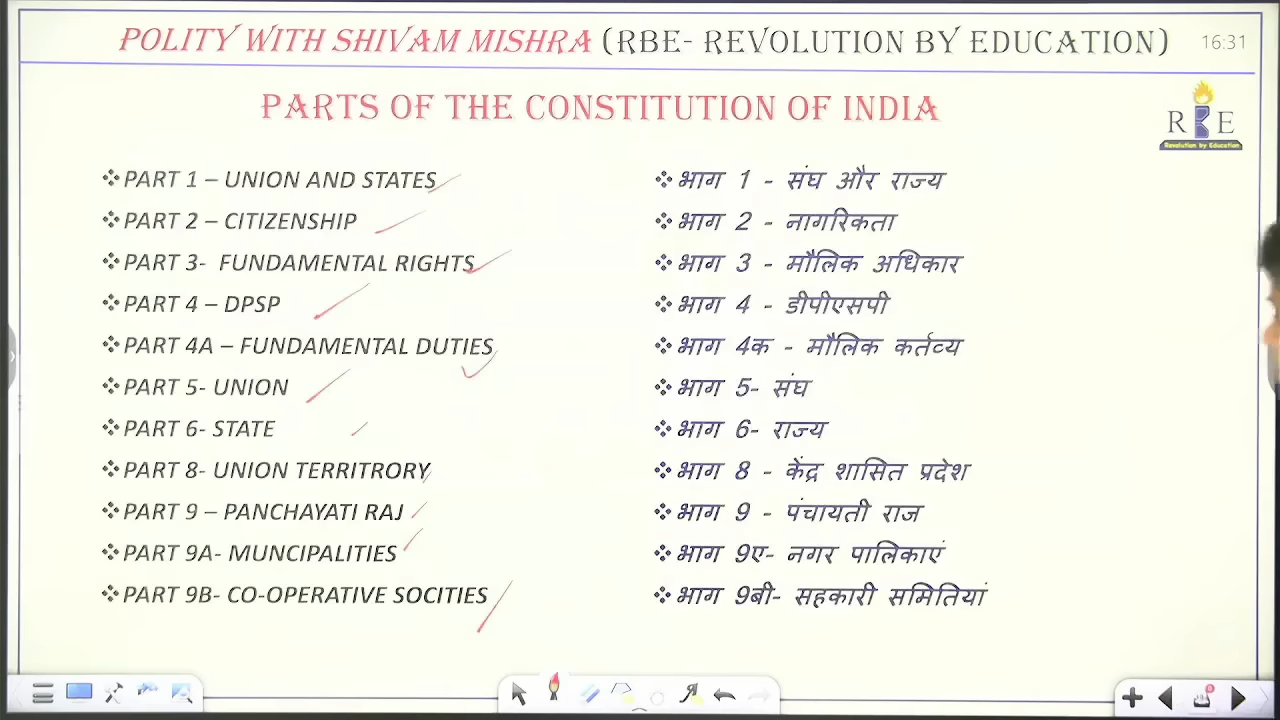 POLITY WITH SHIVAM MISHRA (RBE- REVOLUTION BY EDUCATION)
16:31
PARTS OF THE CONSTITUTION OF INDIA
R E
Revolution by Education
❖PART 1 – UNION AND STATES
❖PART 2 – CITIZENSHIP
❖PART 3- FUNDAMENTAL RIGHTS
❖PART 4 – DPSP
❖PART 4A – FUNDAMENTAL DUTIES
❖PART 5- UNION
❖PART 6- STATE
❖PART 8- UNION TERRITRORY
❖PART 9 – PANCHAYATI RAJ
❖PART 9A- MUNCIPALITIES
❖PART 9B- CO-OPERATIVE SOCITIES
❖भाग 1 - संघ और राज्य
❖भाग 2 - नागरिकता
❖भाग 3 - मौलिक अधिकार
❖भाग 4 - डीपीएसपी
❖भाग 4क - मौलिक कर्तव्य
❖भाग 5- संघ
❖भाग 6- राज्य
❖भाग 8 - केंद्र शासित प्रदेश
❖भाग 9 - पंचायती राज
❖भाग 9ए- नगर पालिकाएं
❖भाग 9बी- सहकारी समितियां